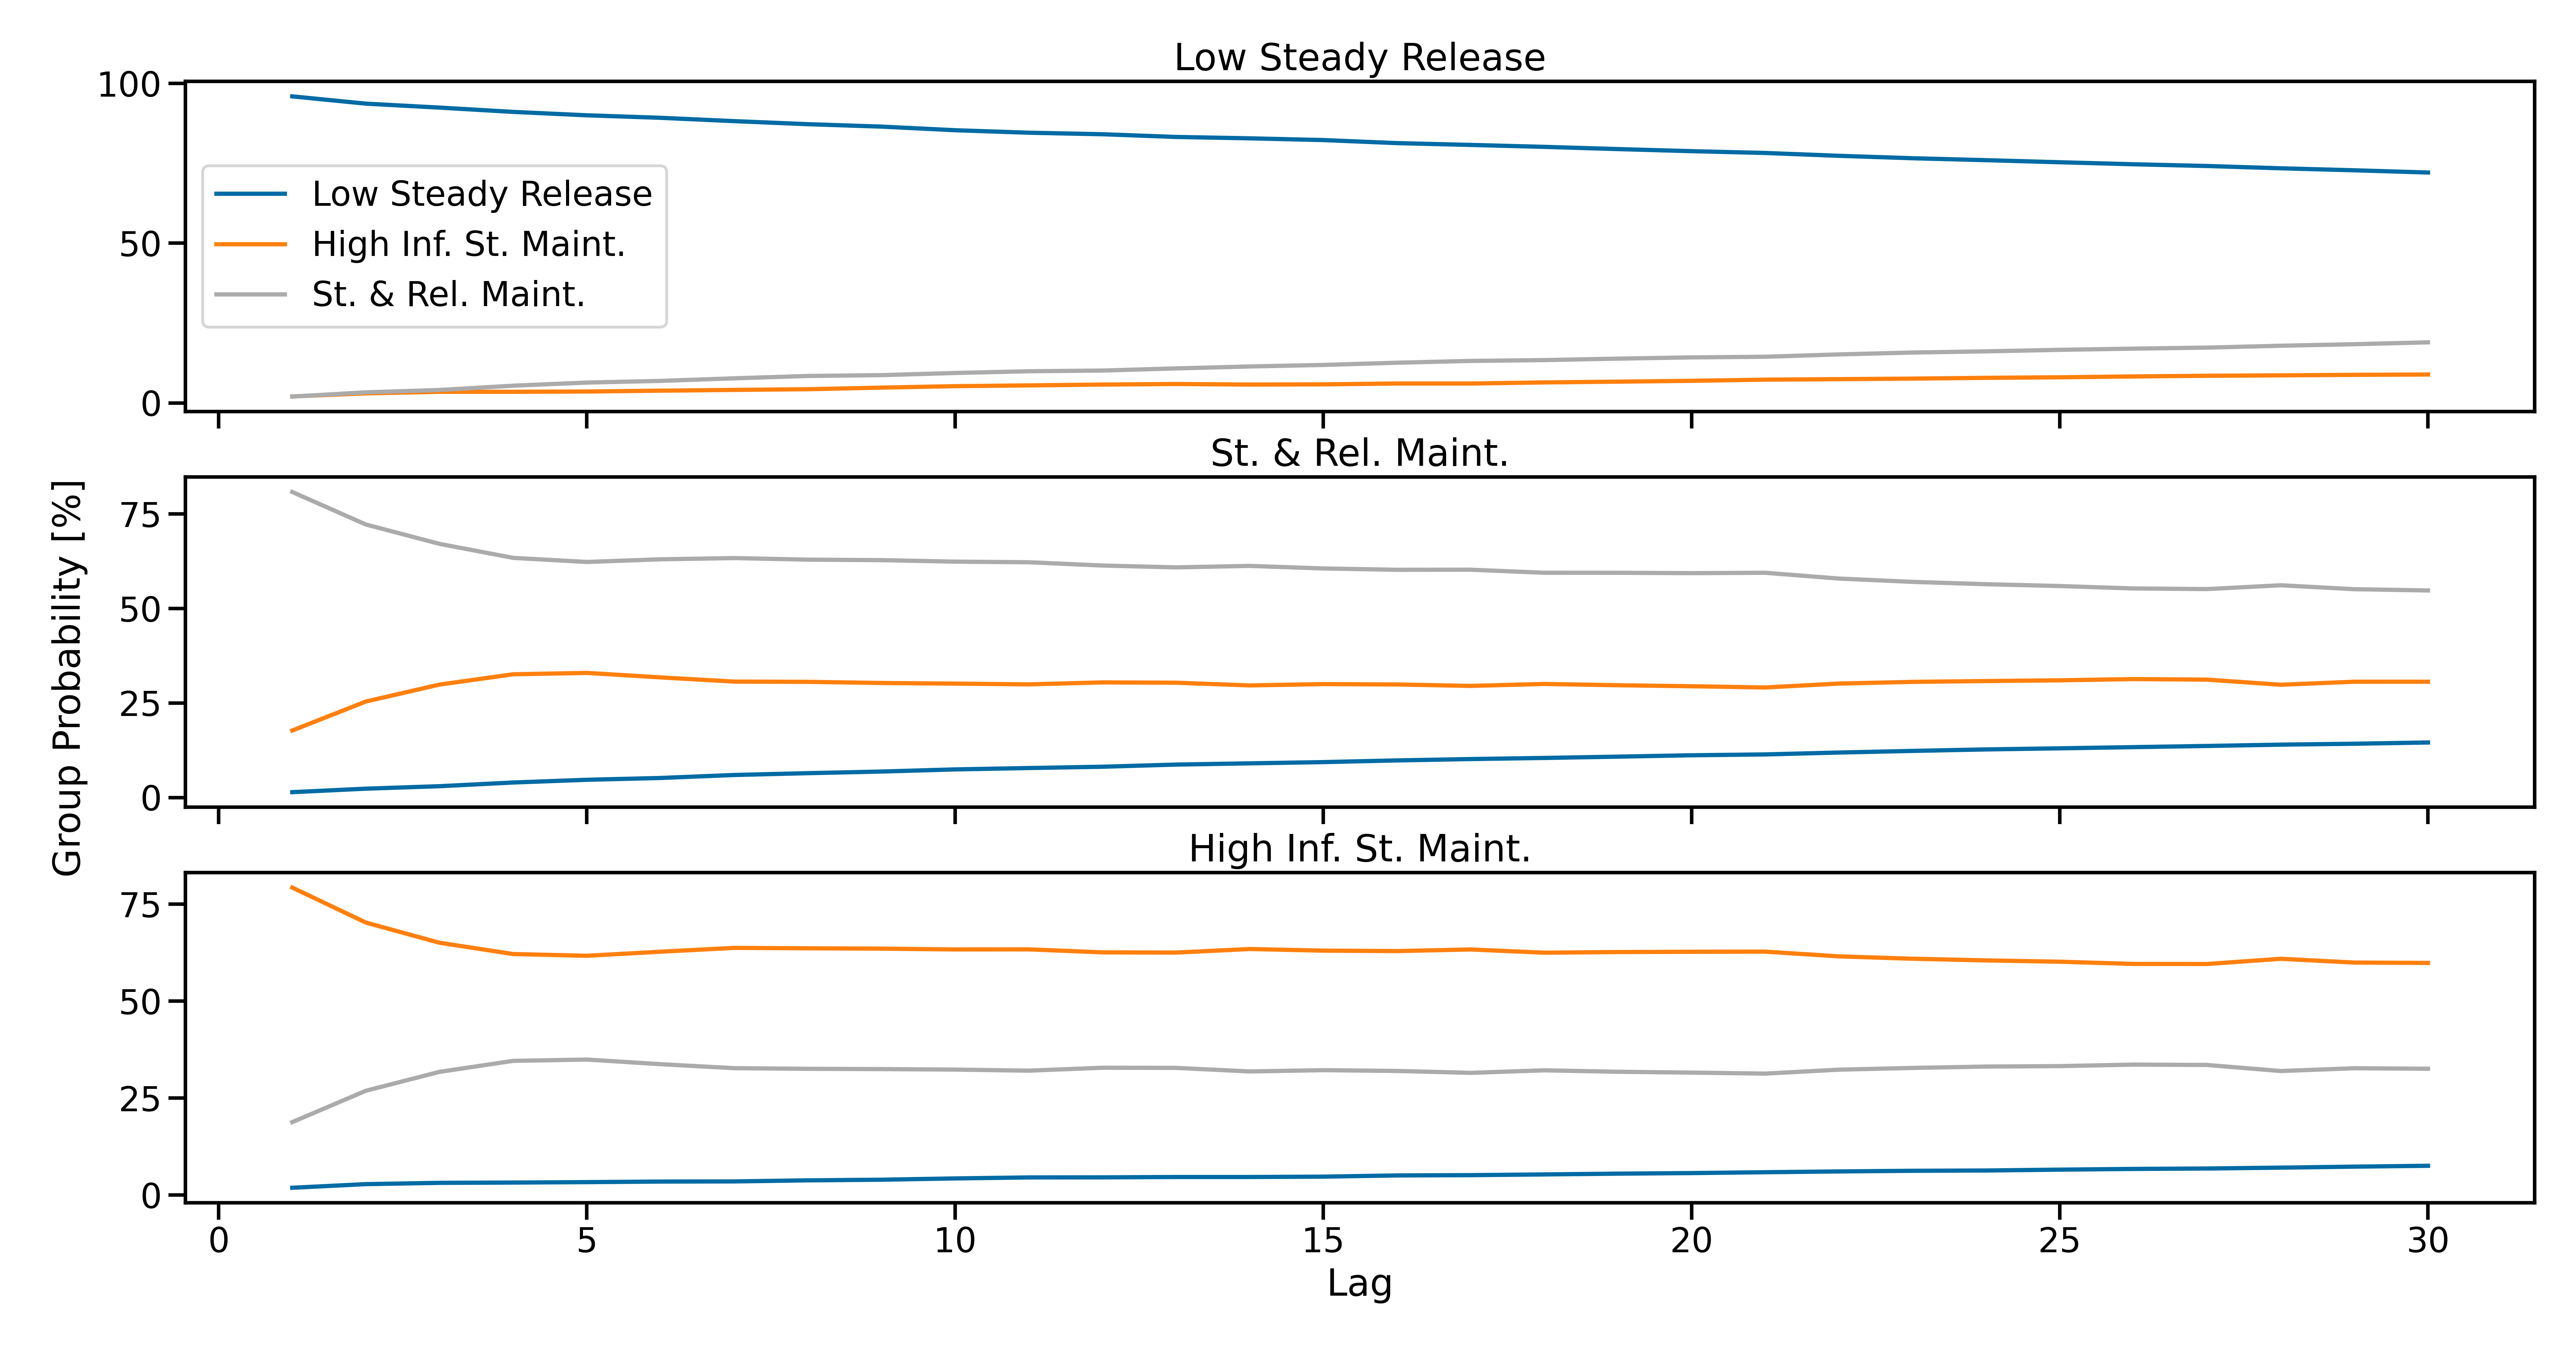 Low Steady Release
100
50
0
Low Steady Release
High Inf. St. Maint.
St. & Rel. Maint.
St. & Rel. Maint.
Group Probability [%]
75
50
25
0
High Inf. St. Maint.
75
50
25
0
0 5 10 15 20 25 30
Lag